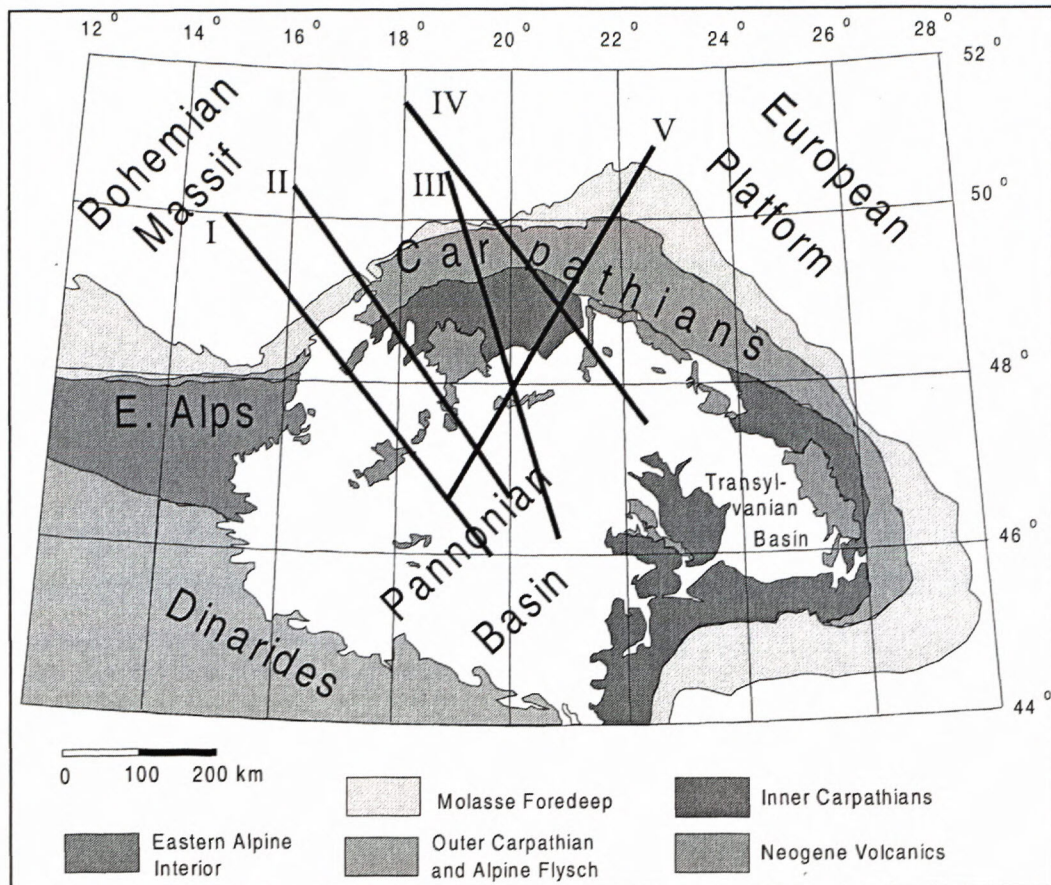 12 ° 14 ° 16 ° 18 ° 20 ° 22 ° 24 ° 26 ° 28 °
52 °
Bohemian
Massif
European
Platform
I
II
III
IV
V
50 °
Carpathians
48 °
E. Alps
Transyl-
vanian
Basin
46 °
Pannonian
Basin
Dinarides
44 °
0 100 200 km
Molasse Foredeep
Inner Carpathians
Eastern Alpine
Interior
Outer Carpathian
and Alpine Flysch
Neogene Volcanics